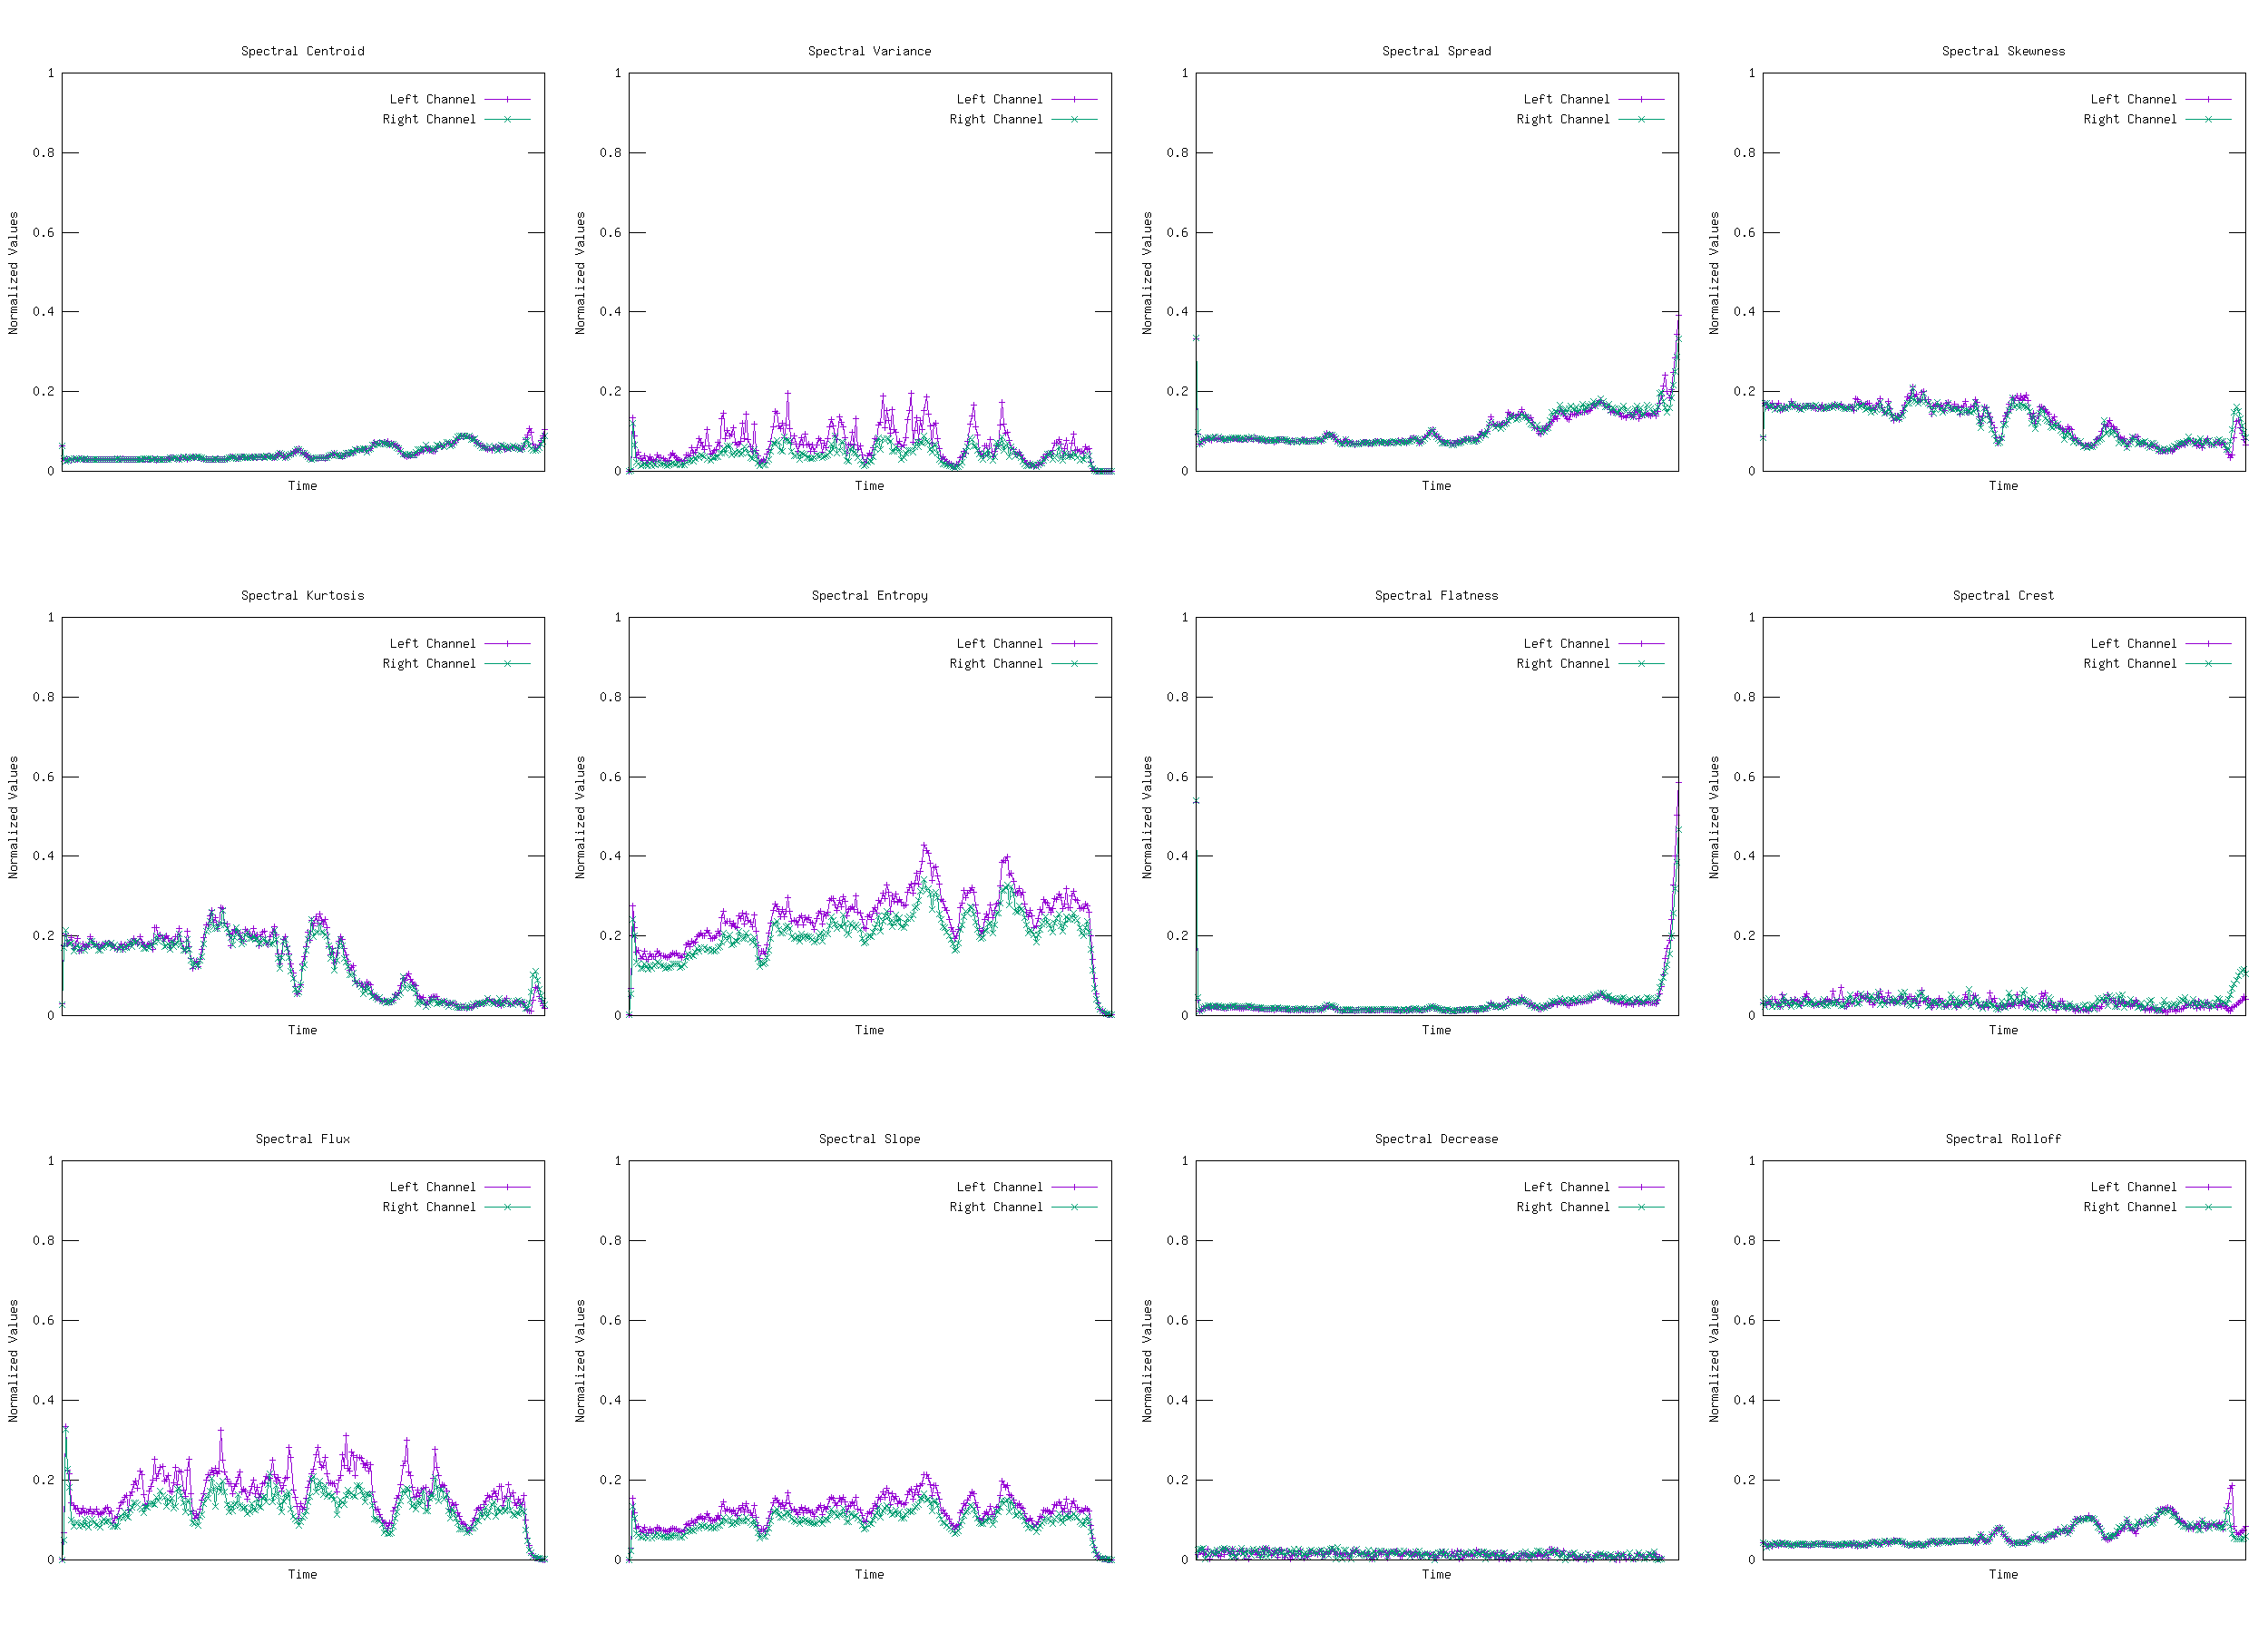 Spectral Centroid
1
Left Channel
Right Channel
0.8
0.6
0.4
0.2
0
Normalized Values
Time
Spectral Variance
1
Left Channel
Right Channel
0.8
0.6
0.4
0.2
0
Normalized Values
Time
Spectral Spread
1
Left Channel
Right Channel
0.8
0.6
0.4
0.2
0
Normalized Values
Time
Spectral Skewness
1
Left Channel
Right Channel
0.8
0.6
0.4
0.2
0
Normalized Values
Time
Spectral Kurtosis
1
Left Channel
Right Channel
0.8
0.6
0.4
0.2
0
Normalized Values
Time
Spectral Entropy
1
Left Channel
Right Channel
0.8
0.6
0.4
0.2
0
Normalized Values
Time
Spectral Flatness
1
Left Channel
Right Channel
0.8
0.6
0.4
0.2
0
Normalized Values
Time
Spectral Crest
1
Left Channel
Right Channel
0.8
0.6
0.4
0.2
0
Normalized Values
Time
Spectral Flux
1
Left Channel
Right Channel
0.8
0.6
0.4
0.2
0
Normalized Values
Time
Spectral Slope
1
Left Channel
Right Channel
0.8
0.6
0.4
0.2
0
Normalized Values
Time
Spectral Decrease
1
Left Channel
Right Channel
0.8
0.6
0.4
0.2
0
Normalized Values
Time
Spectral Rolloff
1
Left Channel
Right Channel
0.8
0.6
0.4
0.2
0
Normalized Values
Time